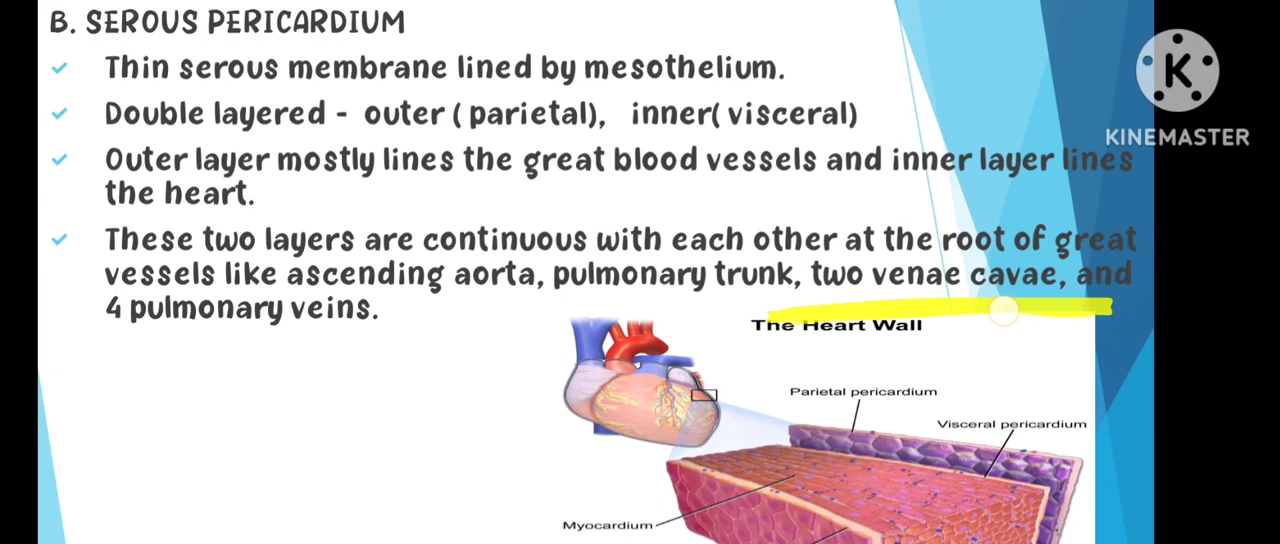 B. SEROUS PERICARDIUM
Thin serous membrane lined by mesothelium.
Double layered - outer ( parietal), inner( visceral)
Outer layer mostly lines the great blood vessels and inner layer lines
the heart.
These two layers are continuous with each other at the root of great
vessels like ascending aorta, pulmonary trunk, two venae cavae, and
4 pulmonary veins.
K
KINEMASTER
The Heart Wall
Parietal pericardium
Visceral pericardium
Myocardium